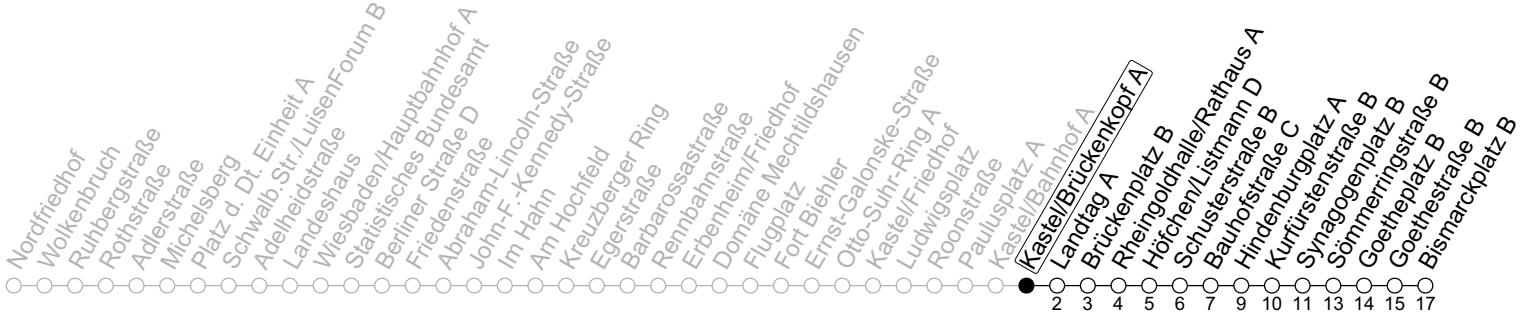 Nordfriedhof
Wolkenbruch
Ruhbergstraße
Rothstraße
Adlerstraße
Michelsberg
Platz d. Dt. Einheit A
Schwalb.Str./LuisenForum B
Adelheidstraße
Landeshaus
Wiesbaden/Hauptbahnhof A
Statistisches Bundesamt
Berliner Straße D
Friedenstraße
Abraham-Lincoln-Straße
John-F.-Kennedy-Straße
Im Hahn
Am Hochfeld
Kreuzberger Ring
Egerstraße
Barbarossastraße
Rennbahnstraße
Erbenheim/Friedhof
Domäne Mechtildshausen
Flugplatz
Fort Biehler
Ernst-Galonske-Straße
Otto-Suhr-Ring A
Kastel/Friedhof
Ludwigsplatz
Roonstraße
Paulusplatz A
Kastel/Bahnhof A
Kastel/Brückenkopf A
Landtag A
Brückenplatz B
Rheingoldhalle/Rathaus A
Höfchen/Listmann D
Schusterstraße B
Bauhofstraße C
Hindenburgplatz A
Kurfürstenstraße B
Synagogenplatz B
Sömmerringstraße B
Goetheplatz B
Goethestraße B
Bismarckplatz B
2 3 4 5 6 7 9 10 11 13 14 15 17